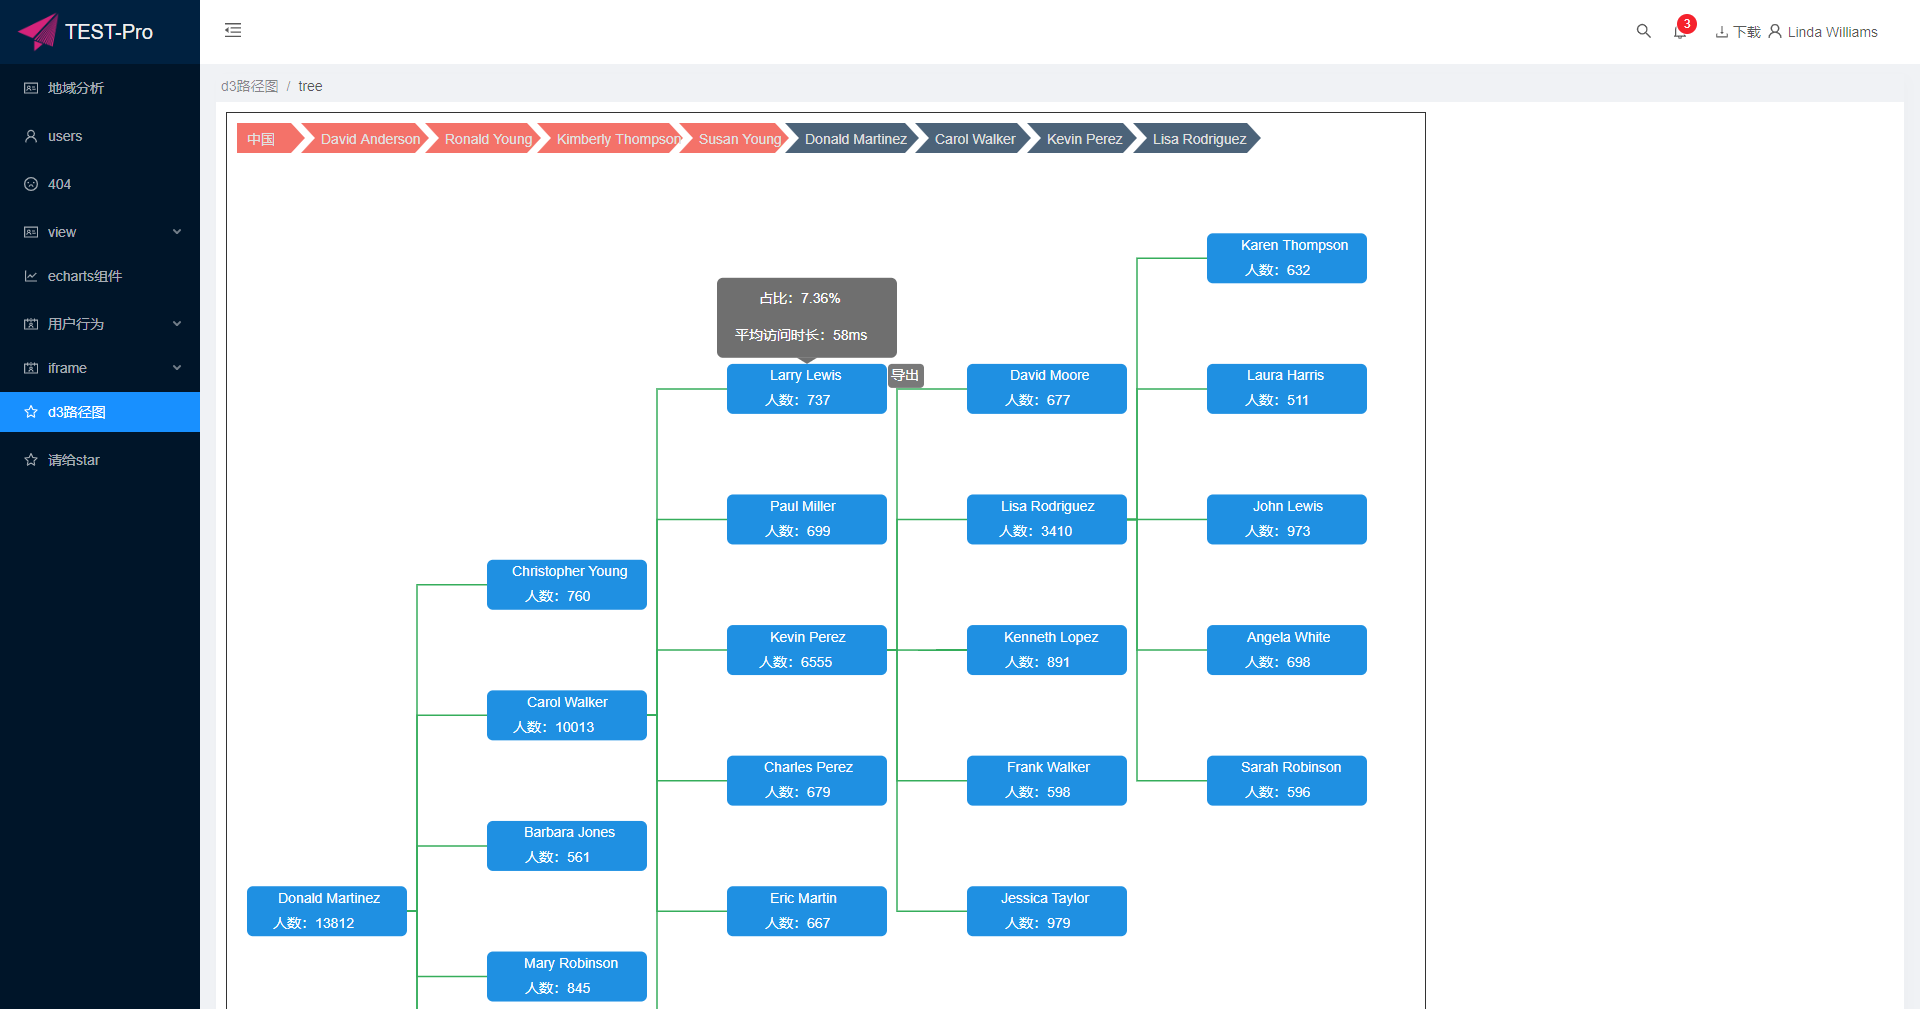 TEST-Pro
3
下载
Linda Williams
地域分析
users
404
view
echarts组件
用户行为
iframe
d3路径图
请给star
d3路径图 / tree
中国
David Anderson
Ronald Young
Kimberly Thompson
Susan Young
Donald Martinez
Carol Walker
Kevin Perez
Lisa Rodriguez
占比：7.36%
平均访问时长：58ms
导出
Donald Martinez
人数：13812
Christopher Young
人数：760
Carol Walker
人数：10013
Barbara Jones
人数：561
Mary Robinson
人数：845
Larry Lewis
人数：737
Paul Miller
人数：699
Kevin Perez
人数：6555
Charles Perez
人数：679
Eric Martin
人数：667
David Moore
人数：677
Lisa Rodriguez
人数：3410
Kenneth Lopez
人数：891
Frank Walker
人数：598
Jessica Taylor
人数：979
Karen Thompson
人数：632
Laura Harris
人数：511
John Lewis
人数：973
Angela White
人数：698
Sarah Robinson
人数：596